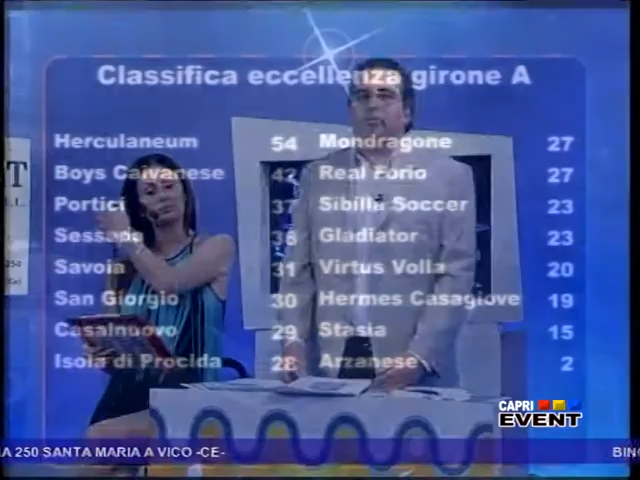 Classifica eccellenza girone A
Herculaneum 54 Mondragone 27
Boys Caivanese 42 Real Forio 27
Portici 37 Sibilla Soccer 23
Sessana Gladiator 23
Savoia 31 Virtus Volla 20
San Giorgio 30 Hermes Casagiove 19
Casalnuovo 29 Stasia 15
Isola di Procida 28 Arzanese 2
CAPRI
EVENT
A 250 SANTA MARIA A VICO -CE- BING